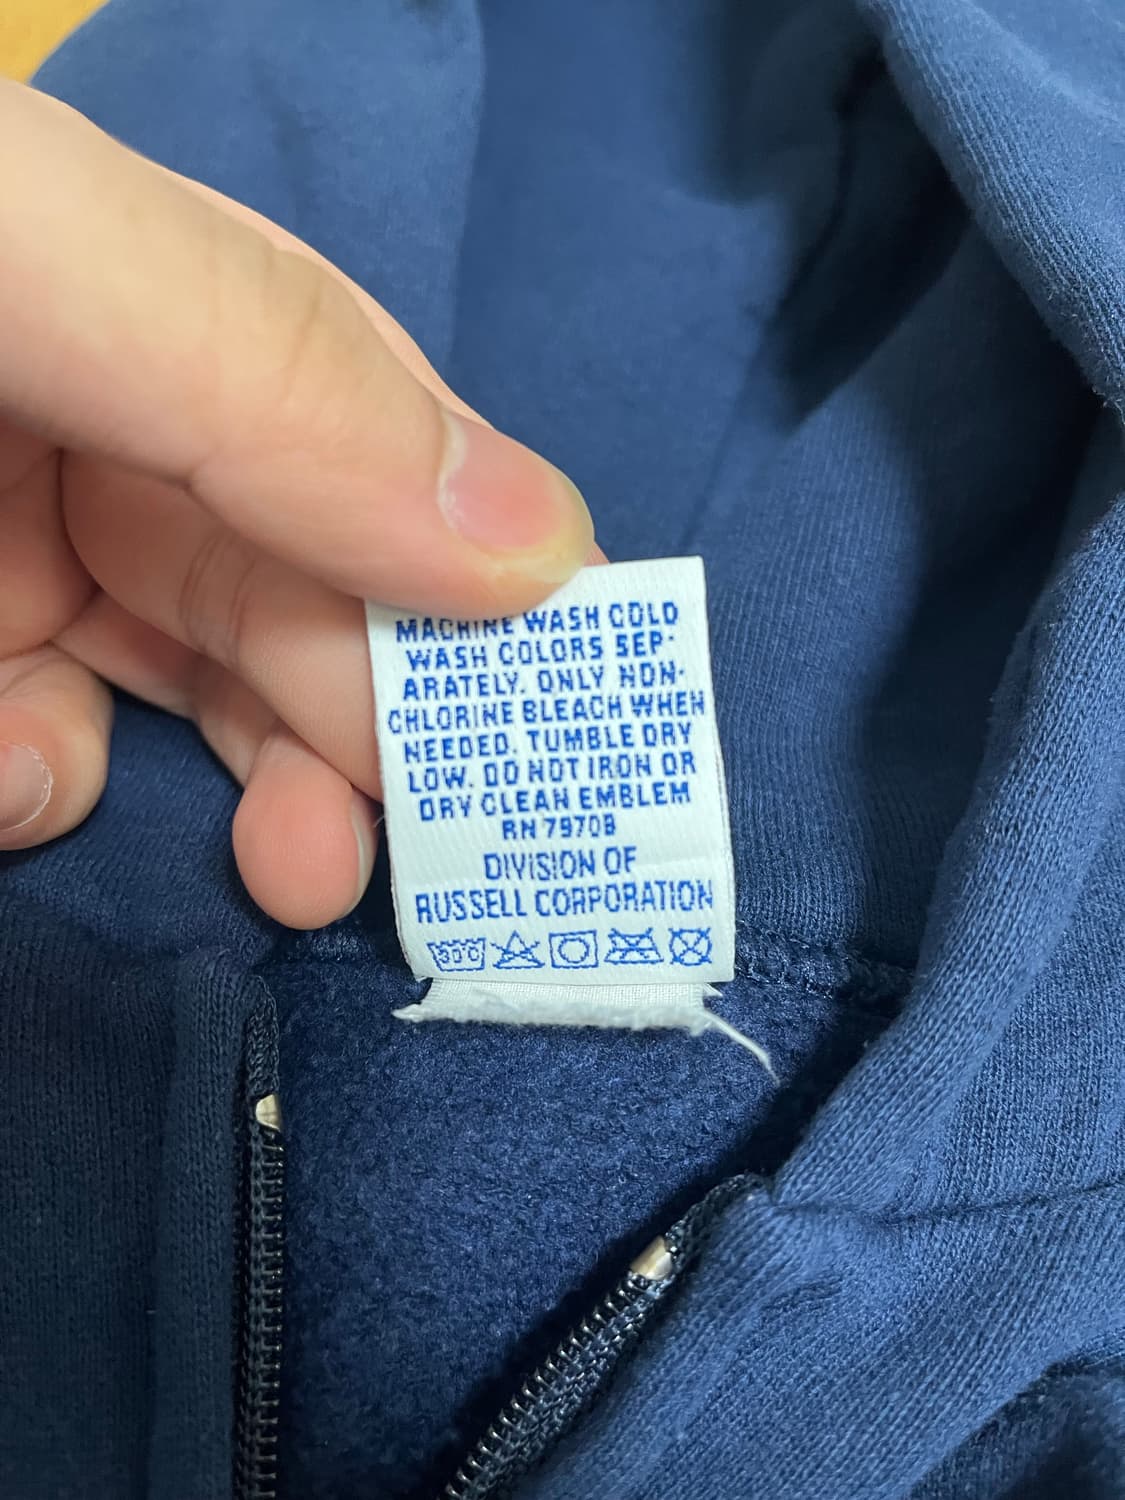 MACHINE WASH COLD
WASH COLORS SEP-
ARATELY. ONLY NON-
CHLORINE BLEACH WHEN
NEEDED. TUMBLE DRY
LOW. DO NOT IRON OR
DRY CLEAN EMBLEM
RN 79708
DIVISION OF
RUSSELL CORPORATION
30°C